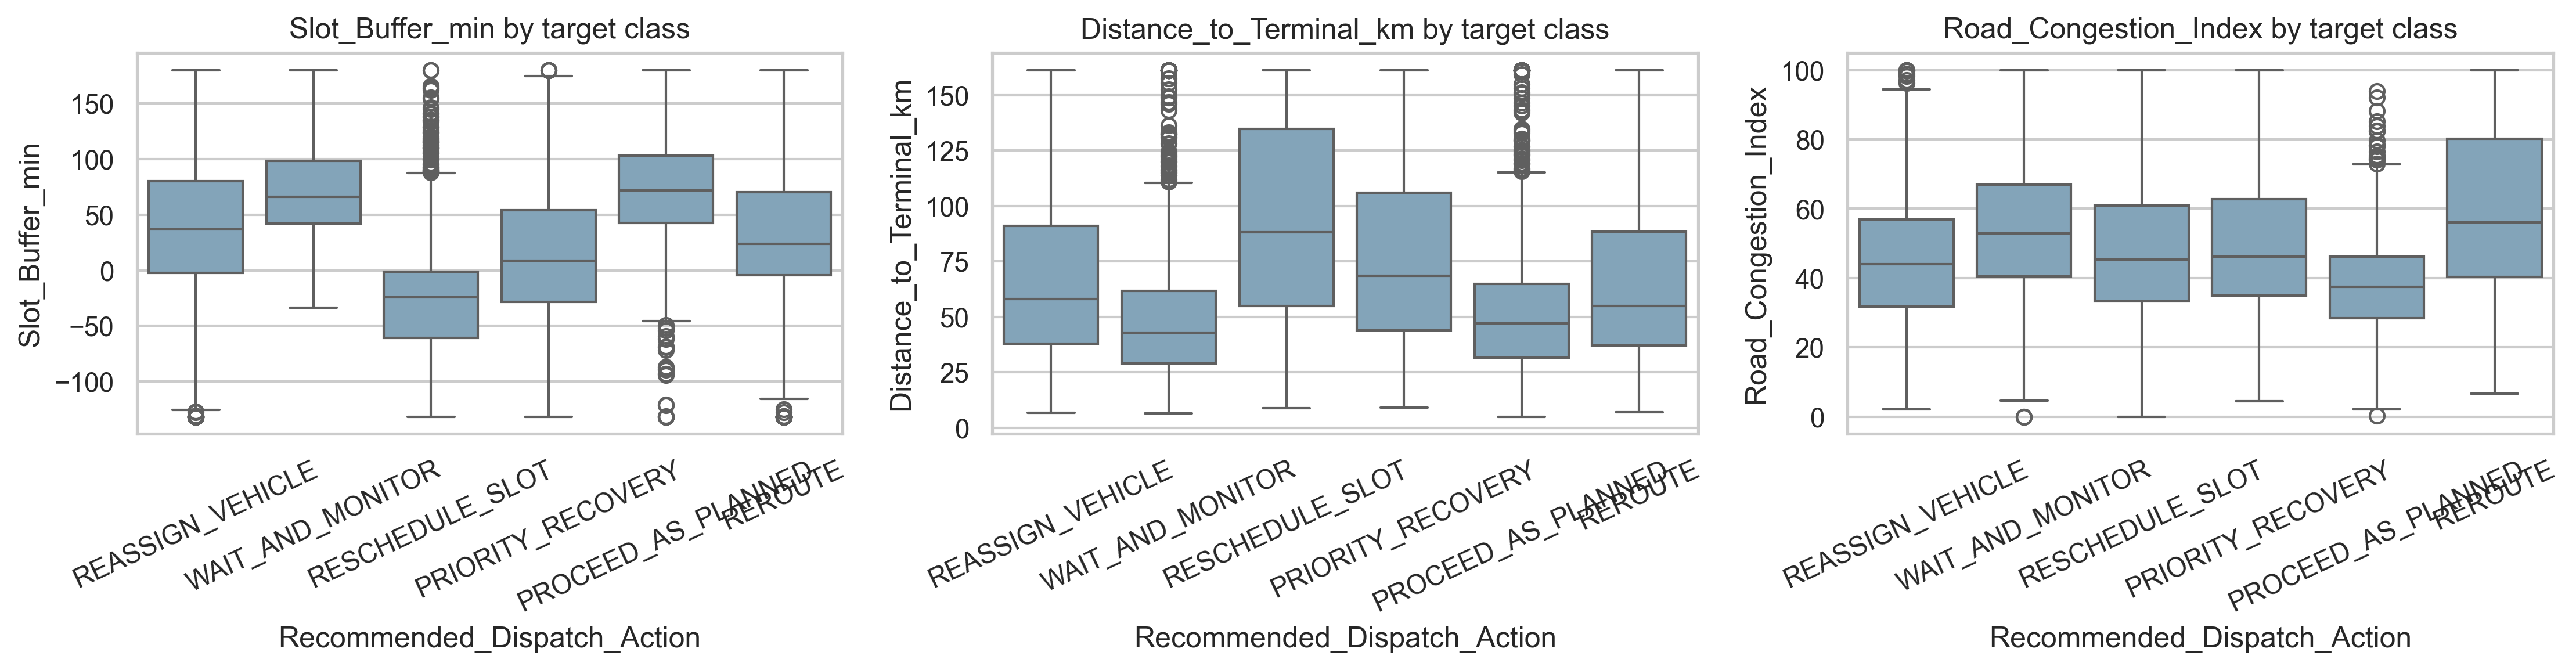 Slot_Buffer_min by target class
Slot_Buffer_min
150
100
50
0
−50
−100
REASSIGN_VEHICLE
WAIT_AND_MONITOR
RESCHEDULE_SLOT
PRIORITY_RECOVERY
PROCEED_AS_PLANNED
REROUTE
Recommended_Dispatch_Action
Distance_to_Terminal_km by target class
Distance_to_Terminal_km
150
125
100
75
50
25
0
REASSIGN_VEHICLE
WAIT_AND_MONITOR
RESCHEDULE_SLOT
PRIORITY_RECOVERY
PROCEED_AS_PLANNED
REROUTE
Recommended_Dispatch_Action
Road_Congestion_Index by target class
Road_Congestion_Index
100
80
60
40
20
0
REASSIGN_VEHICLE
WAIT_AND_MONITOR
RESCHEDULE_SLOT
PRIORITY_RECOVERY
PROCEED_AS_PLANNED
REROUTE
Recommended_Dispatch_Action